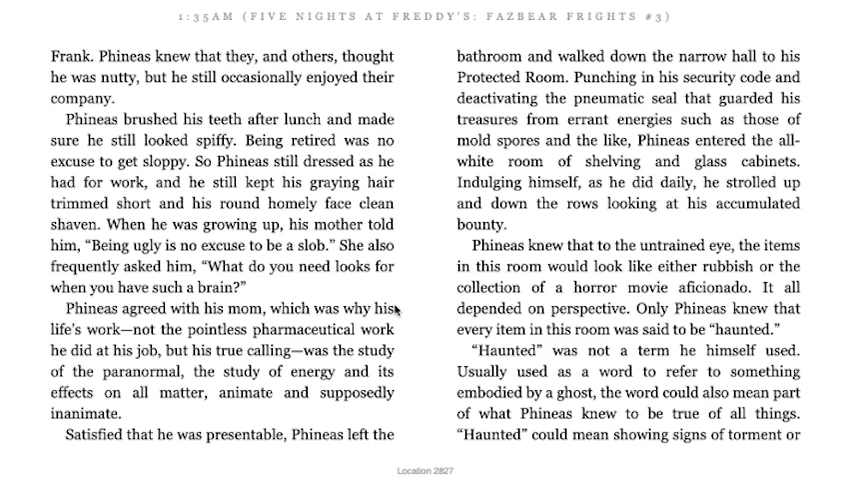 1:35AM (FIVE NIGHTS AT FREDDY'S: FAZBEAR FRIGHTS #3)
Frank. Phineas knew that they, and others, thought
he was nutty, but he still occasionally enjoyed their
company.
Phineas brushed his teeth after lunch and made
sure he still looked spiffy. Being retired was no
excuse to get sloppy. So Phineas still dressed as he
had for work, and he still kept his graying hair
trimmed short and his round homely face clean
shaven. When he was growing up, his mother told
him, “Being ugly is no excuse to be a slob.” She also
frequently asked him, “What do you need looks for
when you have such a brain?”
Phineas agreed with his mom, which was why his
life’s work—not the pointless pharmaceutical work
he did at his job, but his true calling—was the study
of the paranormal, the study of energy and its
effects on all matter, animate and supposedly
inanimate.
Satisfied that he was presentable, Phineas left the
bathroom and walked down the narrow hall to his
Protected Room. Punching in his security code and
deactivating the pneumatic seal that guarded his
treasures from errant energies such as those of
mold spores and the like, Phineas entered the all-
white room of shelving and glass cabinets.
Indulging himself, as he did daily, he strolled up
and down the rows looking at his accumulated
bounty.
Phineas knew that to the untrained eye, the items
in this room would look like either rubbish or the
collection of a horror movie aficionado. It all
depended on perspective. Only Phineas knew that
every item in this room was said to be “haunted.”
“Haunted” was not a term he himself used.
Usually used as a word to refer to something
embodied by a ghost, the word could also mean part
of what Phineas knew to be true of all things.
“Haunted” could mean showing signs of torment or
Location 2827